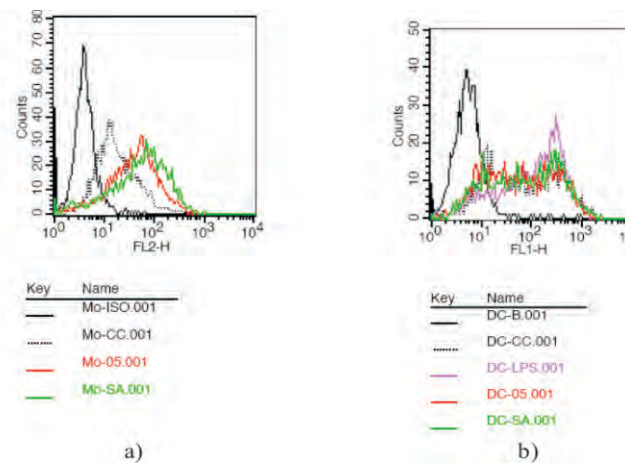 80
70
60
50
40
30
20
10
0
Counts
10⁰ 10¹ 10² 10³ 10⁴
FL2-H
Key Name
Mo-ISO.001
Mo-CC.001
Mo-05.001
Mo-SA.001
a)
50
40
30
20
10
0
Counts
10⁰ 10¹ 10² 10³
FL1-H
Key Name
DC-B.001
DC-CC.001
DC-LPS.001
DC-05.001
DC-SA.001
b)